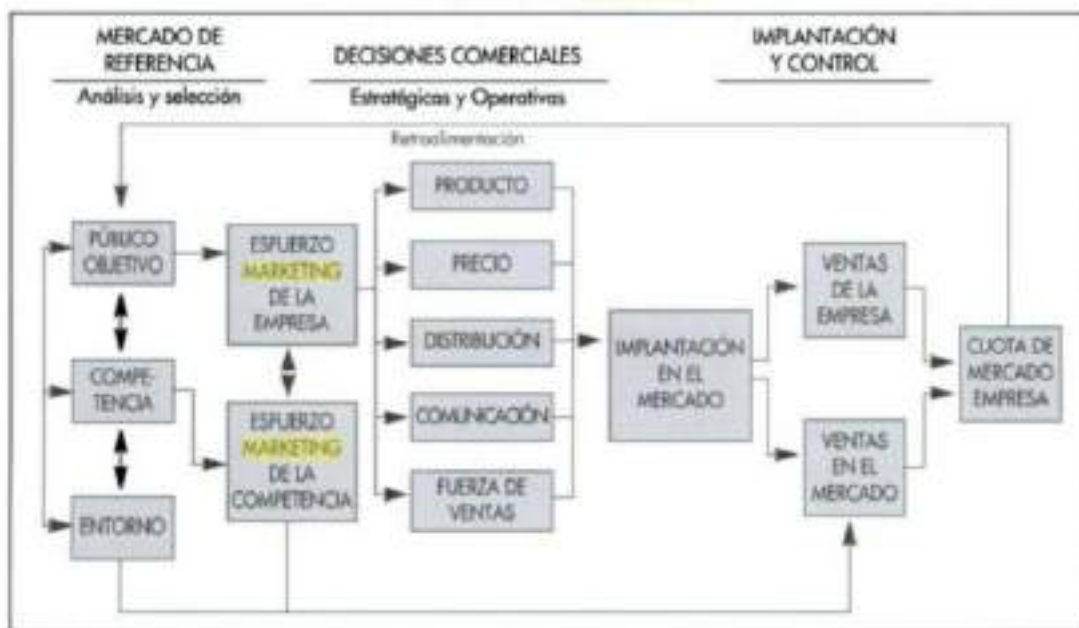 MERCADO DE
REFERENCIA
Análisis y selección
DECISIONES COMERCIALES
Estratégicas y Operativas
IMPLANTACIÓN
Y CONTROL
Retroalimentación
PÚBLICO
OBJETIVO
COMPE-
TENCIA
ENTORNO
ESFUERZO
MARKETING
DE LA
EMPRESA
ESFUERZO
MARKETING
DE LA
COMPETENCIA
PRODUCTO
PRECIO
DISTRIBUCIÓN
COMUNICACIÓN
FUERZA DE
VENTAS
IMPLANTACIÓN
EN EL
MERCADO
VENTAS
DE LA
EMPRESA
VENTAS
EN EL
MERCADO
CUOTA DE
MERCADO
EMPRESA